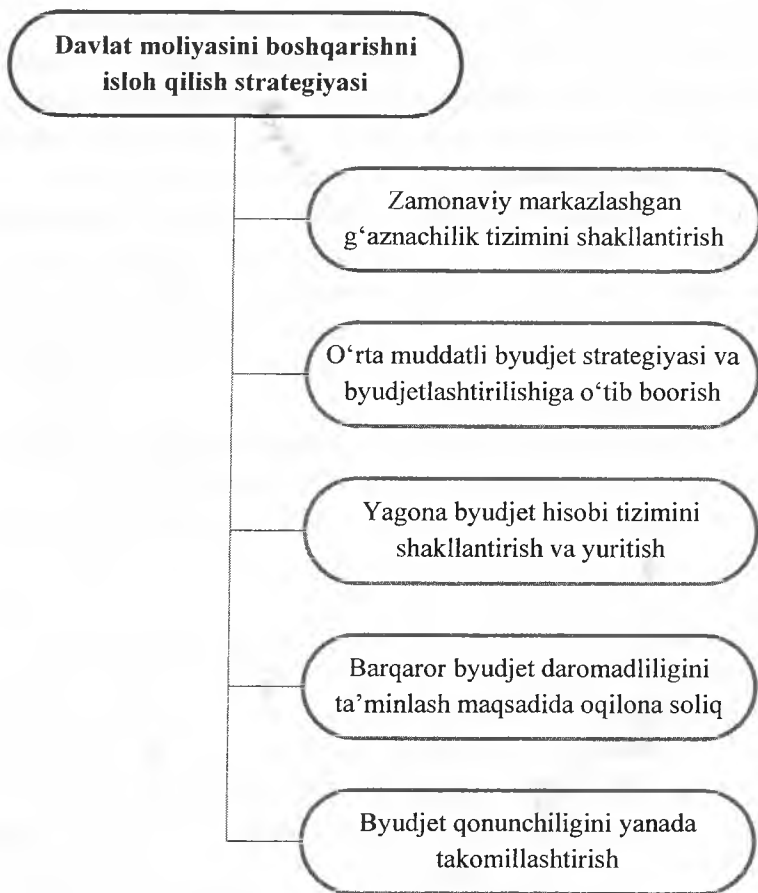 Davlat moliyasini boshqarishni
isloh qilish strategiyasi
Zamonaviy markazlashgan
g‘aznachilik tizimini shakllantirish
O‘rta muddatli byudjet strategiyasi va
byudjetlashtirilishiga o‘tib boorish
Yagona byudjet hisobi tizimini
shakllantirish va yuritish
Barqaror byudjet daromadliligini
ta’minlash maqsadida oqilona soliq
Byudjet qonunchiligini yanada
takomillashtirish